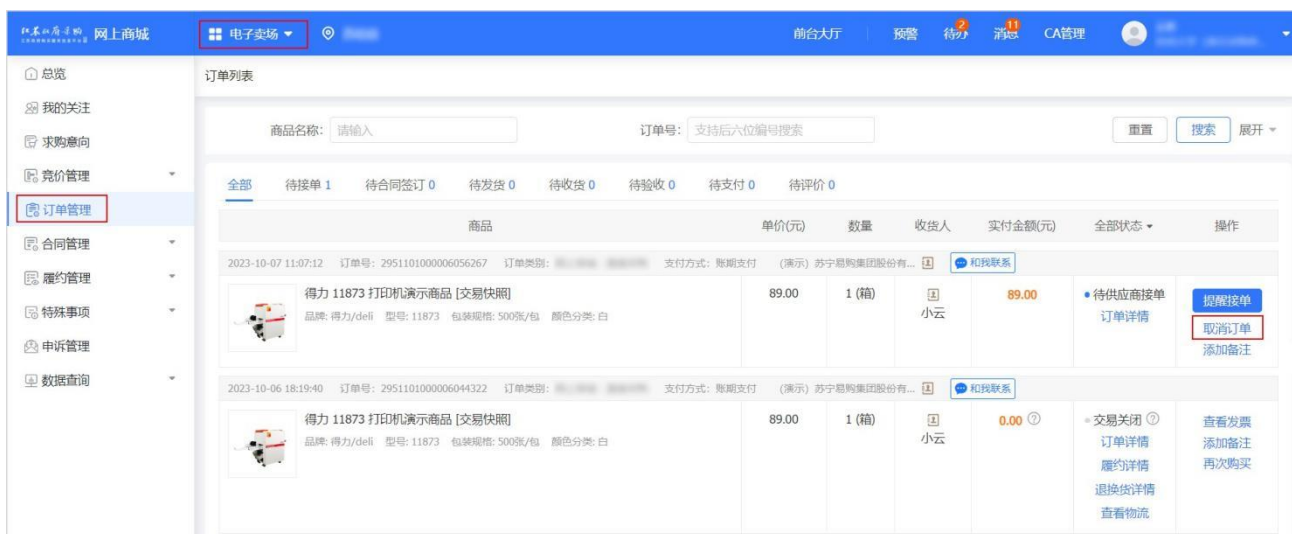 江苏政府采购 网上商城 电子卖场 前台大厅 预警 待办 2 消息 11 CA管理
总览
我的关注
求购意向
竞价管理
订单管理
合同管理
履约管理
特殊事项
申诉管理
数据查询
订单列表
商品名称: 请输入 订单号: 支持后六位编号搜索 重置 搜索 展开
全部 待接单 1 待合同签订 0 待发货 0 待收货 0 待验收 0 待支付 0 待评价 0
商品 单价(元) 数量 收货人 实付金额(元) 全部状态 操作
2023-10-07 11:07:12 订单号: 2951101000006056267 订单类别: 支付方式: 账期支付 (演示) 苏宁易购集团股份有... 和我联系
得力 11873 打印机演示商品 [交易快照] 89.00 1 (箱) 小云 89.00 待供应商接单 提醒接单
品牌: 得力/deli 型号: 11873 包装规格: 500张/包 颜色分类: 白 订单详情 取消订单
添加备注
2023-10-06 18:19:40 订单号: 2951101000006044322 订单类别: 支付方式: 账期支付 (演示) 苏宁易购集团股份有... 和我联系
得力 11873 打印机演示商品 [交易快照] 89.00 1 (箱) 小云 0.00 交易关闭 查看发票
品牌: 得力/deli 型号: 11873 包装规格: 500张/包 颜色分类: 白 订单详情 添加备注
履约详情 再次购买
退换货详情
查看物流